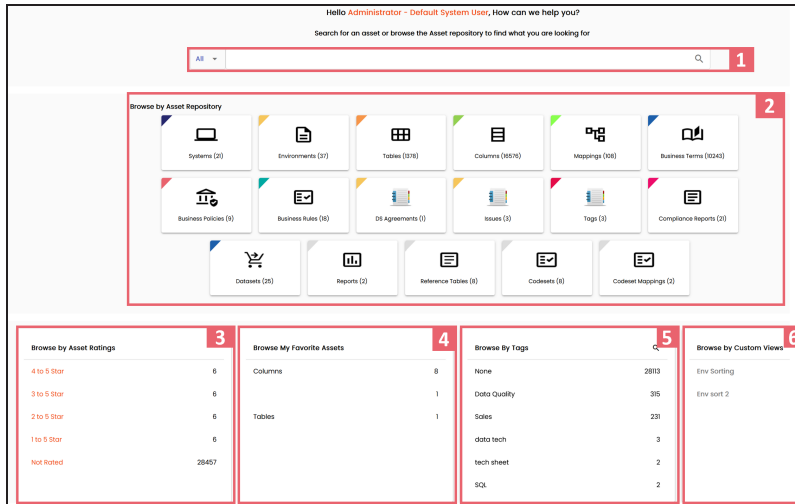 Hello Administrator - Default System User, How can we help you?
Search for an asset or browse the Asset repository to find what you are looking for
All
1
Browse by Asset Repository
2
Systems (21)
Environments (37)
Tables (1378)
Columns (16576)
Mappings (108)
Business Terms (10243)
Business Policies (9)
Business Rules (18)
DS Agreements (1)
Issues (3)
Tags (3)
Compliance Reports (21)
Datasets (25)
Reports (2)
Reference Tables (8)
Codesets (8)
Codeset Mappings (2)
Browse by Asset Ratings
3
4 to 5 Star 6
3 to 5 Star 6
2 to 5 Star 6
1 to 5 Star 6
Not Rated 28457
Browse My Favorite Assets
4
Columns 8
1
Tables 1
Browse By Tags
5
None 28113
Data Quality 315
Sales 231
data tech 3
tech sheet 2
SQL 2
Browse by Custom Views
6
Env Sorting
Env sort 2